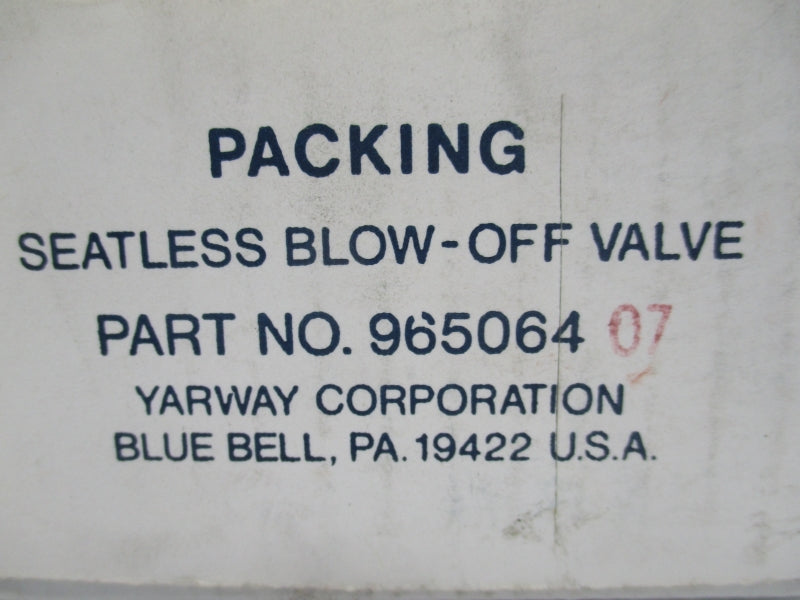 PACKING
SEATLESS BLOW-OFF VALVE
PART NO. 965064 07
YARWAY CORPORATION
BLUE BELL, PA. 19422 U.S.A.